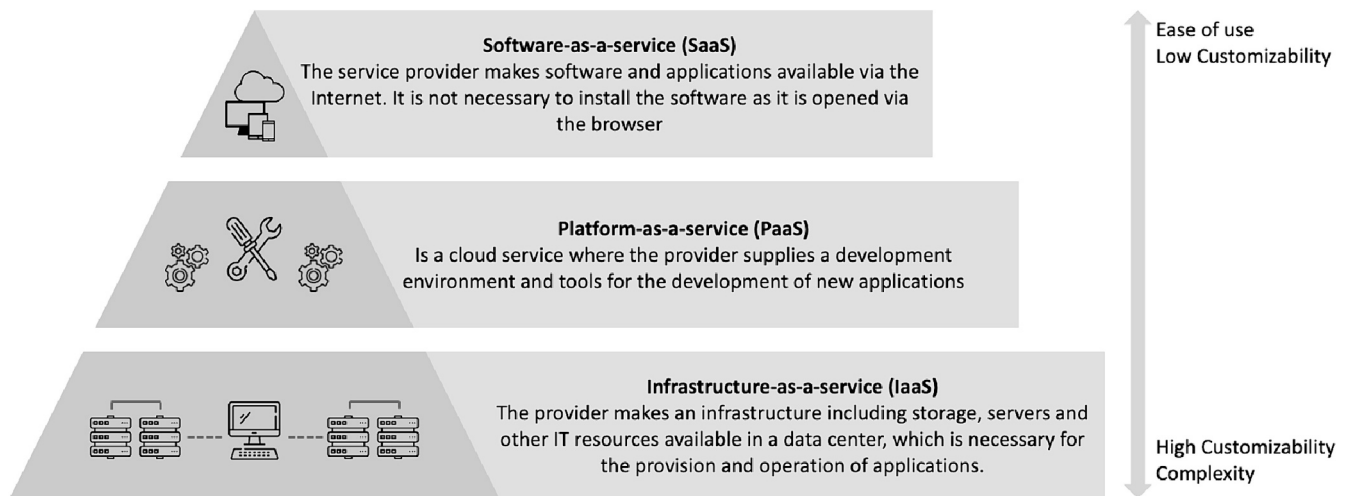 Software-as-a-service (SaaS)
The service provider makes software and applications available via the
Internet. It is not necessary to install the software as it is opened via
the browser
Ease of use
Low Customizability
Platform-as-a-service (PaaS)
Is a cloud service where the provider supplies a development
environment and tools for the development of new applications
Infrastructure-as-a-service (IaaS)
The provider makes an infrastructure including storage, servers and
other IT resources available in a data center, which is necessary for
the provision and operation of applications.
High Customizability
Complexity